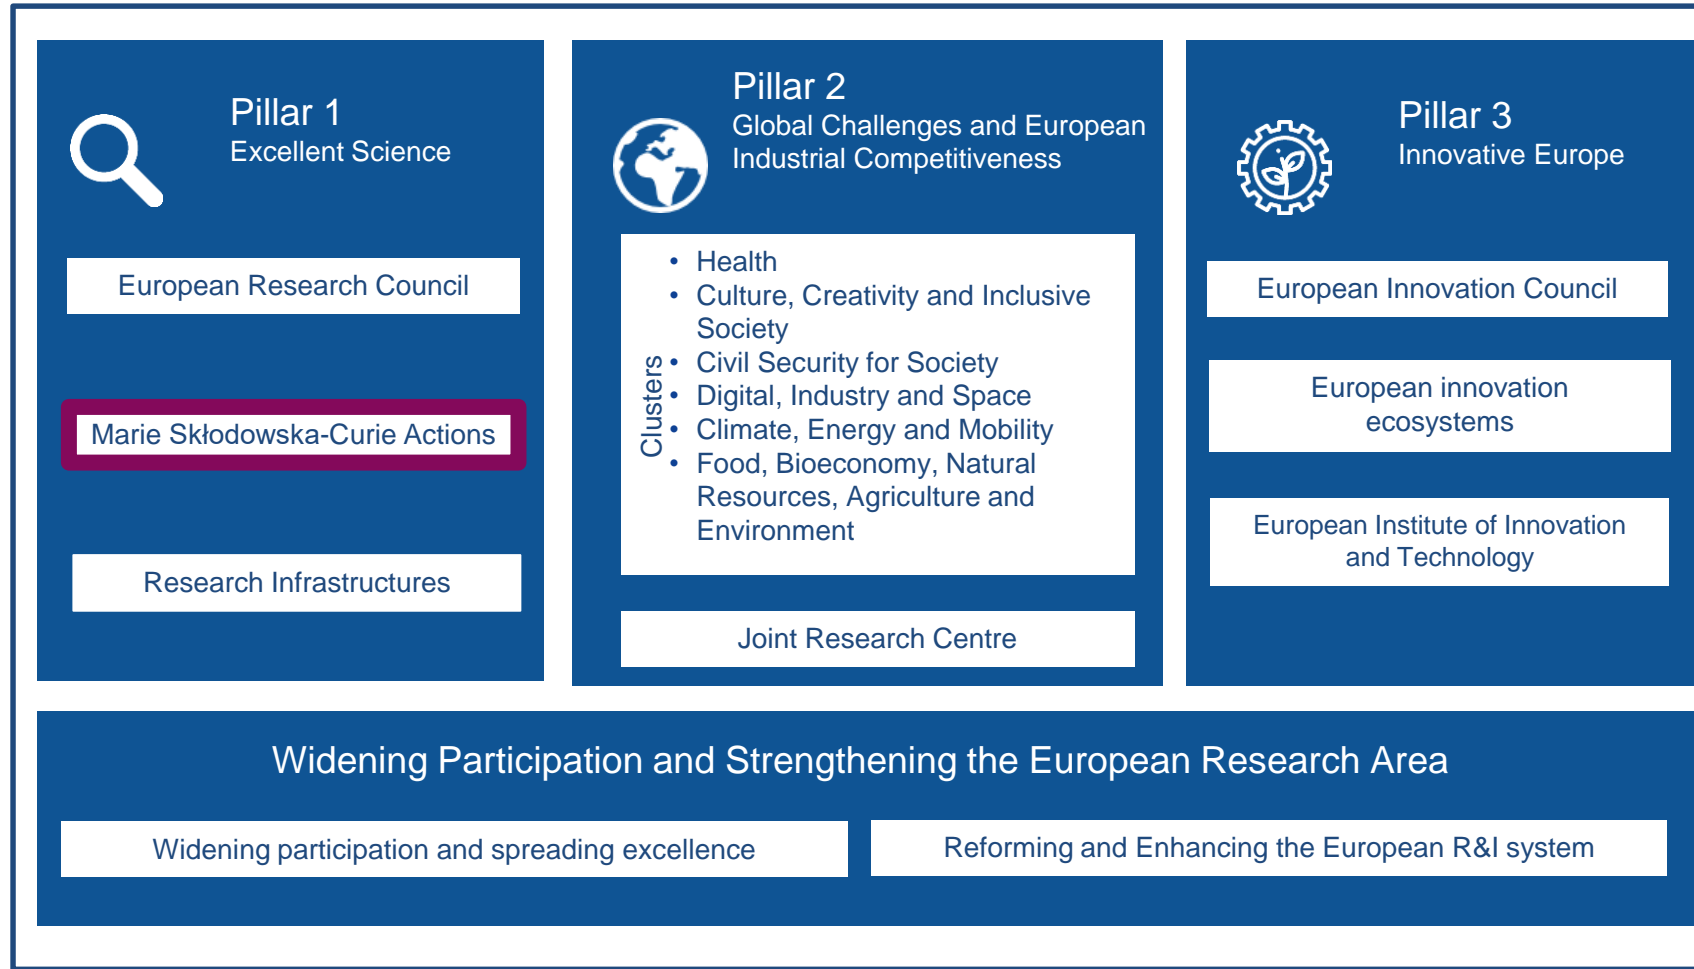 Pillar 1
Excellent Science
European Research Council
Marie Skłodowska-Curie Actions
Research Infrastructures
Pillar 2
Global Challenges and European
Industrial Competitiveness
Clusters
• Health
• Culture, Creativity and Inclusive
Society
• Civil Security for Society
• Digital, Industry and Space
• Climate, Energy and Mobility
• Food, Bioeconomy, Natural
Resources, Agriculture and
Environment
Joint Research Centre
Pillar 3
Innovative Europe
European Innovation Council
European innovation
ecosystems
European Institute of Innovation
and Technology
Widening Participation and Strengthening the European Research Area
Widening participation and spreading excellence
Reforming and Enhancing the European R&I system